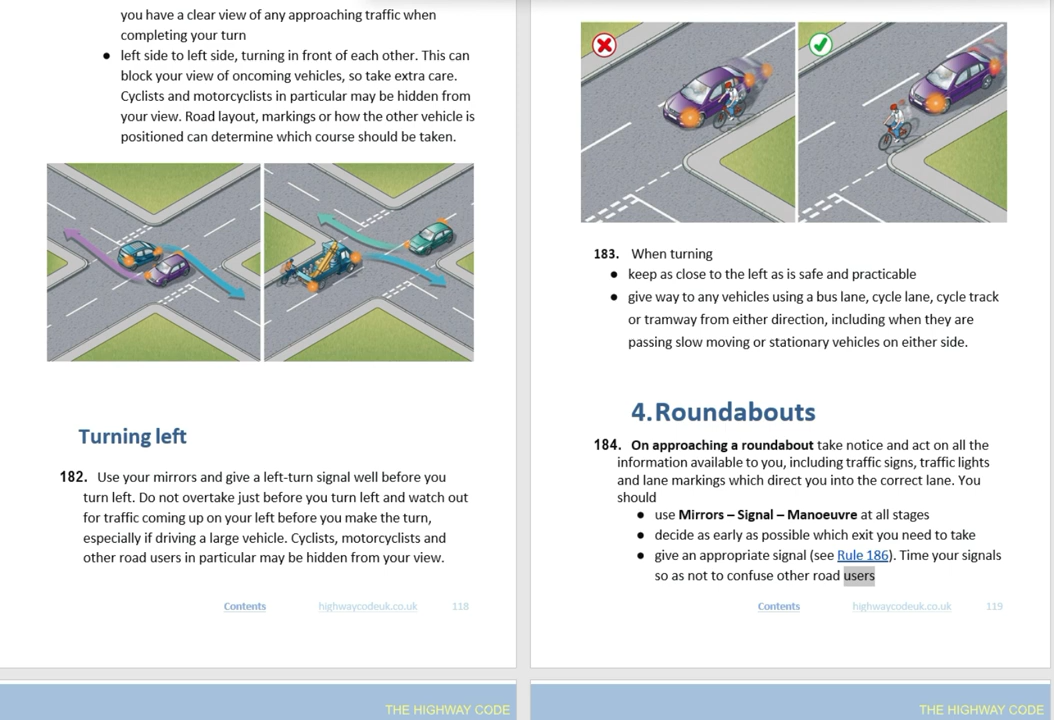 you have a clear view of any approaching traffic when
completing your turn
● left side to left side, turning in front of each other. This can
block your view of oncoming vehicles, so take extra care.
Cyclists and motorcyclists in particular may be hidden from
your view. Road layout, markings or how the other vehicle is
positioned can determine which course should be taken.
Turning left
182. Use your mirrors and give a left-turn signal well before you
turn left. Do not overtake just before you turn left and watch out
for traffic coming up on your left before you make the turn,
especially if driving a large vehicle. Cyclists, motorcyclists and
other road users in particular may be hidden from your view.
Contents highwaycodeuk.co.uk 118
183. When turning
● keep as close to the left as is safe and practicable
● give way to any vehicles using a bus lane, cycle lane, cycle track
or tramway from either direction, including when they are
passing slow moving or stationary vehicles on either side.
4. Roundabouts
184. On approaching a roundabout take notice and act on all the
information available to you, including traffic signs, traffic lights
and lane markings which direct you into the correct lane. You
should
● use Mirrors – Signal – Manoeuvre at all stages
● decide as early as possible which exit you need to take
● give an appropriate signal (see Rule 186). Time your signals
so as not to confuse other road users
Contents highwaycodeuk.co.uk 119
THE HIGHWAY CODE
THE HIGHWAY CODE